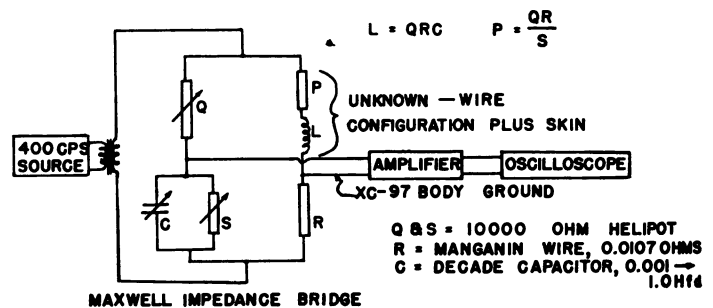 L = QRC P = QR/S
Q
P
L
UNKNOWN — WIRE
CONFIGURATION PLUS SKIN
400 CPS
SOURCE
AMPLIFIER
OSCILLOSCOPE
XC-97 BODY GROUND
C
S
R
Q & S = 10000 OHM HELIPOT
R = MANGANIN WIRE, 0.0107 OHMS
C = DECADE CAPACITOR, 0.001 →
1.0 Hfd
MAXWELL IMPEDANCE BRIDGE